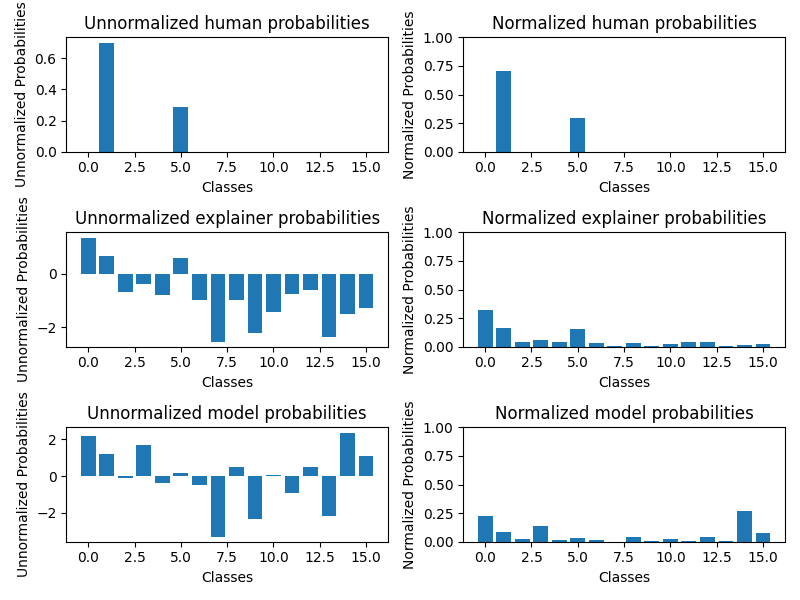 Unnormalized human probabilities
Unnormalized Probabilities
0.6
0.4
0.2
0.0
0.0 2.5 5.0 7.5 10.0 12.5 15.0
Classes
Normalized human probabilities
Normalized Probabilities
1.00
0.75
0.50
0.25
0.00
0.0 2.5 5.0 7.5 10.0 12.5 15.0
Classes
Unnormalized explainer probabilities
Unnormalized Probabilities
0
−2
0.0 2.5 5.0 7.5 10.0 12.5 15.0
Classes
Normalized explainer probabilities
Normalized Probabilities
1.00
0.75
0.50
0.25
0.00
0.0 2.5 5.0 7.5 10.0 12.5 15.0
Classes
Unnormalized model probabilities
Unnormalized Probabilities
2
0
−2
0.0 2.5 5.0 7.5 10.0 12.5 15.0
Classes
Normalized model probabilities
Normalized Probabilities
1.00
0.75
0.50
0.25
0.00
0.0 2.5 5.0 7.5 10.0 12.5 15.0
Classes